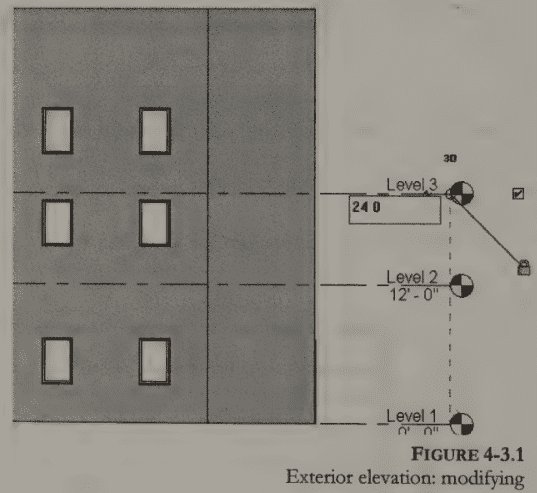 3D
Level 3
24 0
Level 2
12' - 0"
Level 1
0' 0"
FIGURE 4-3.1
Exterior elevation: modifying